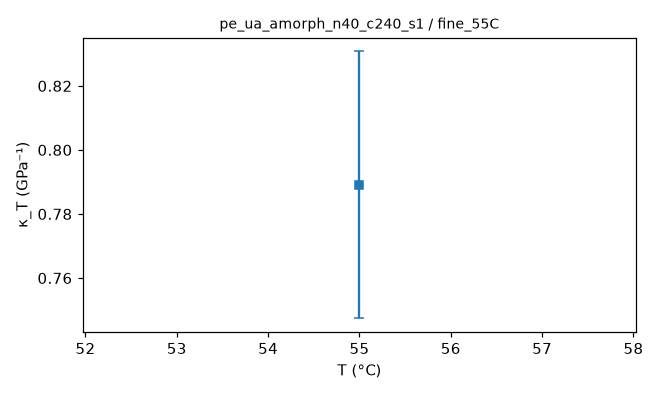 pe_ua_amorph_n40_c240_s1 / fine_55C
κ_T (GPa⁻¹)
0.82
0.80
0.78
0.76
52 53 54 55 56 57 58
T (°C)